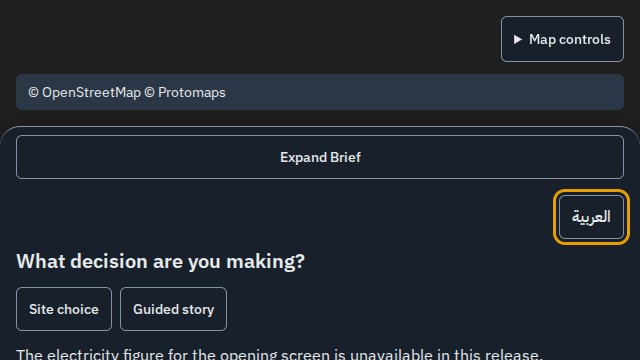 ▶ Map controls
© OpenStreetMap © Protomaps
Expand Brief
العربية
What decision are you making?
Site choice
Guided story
The electricity figure for the opening screen is unavailable in this release.